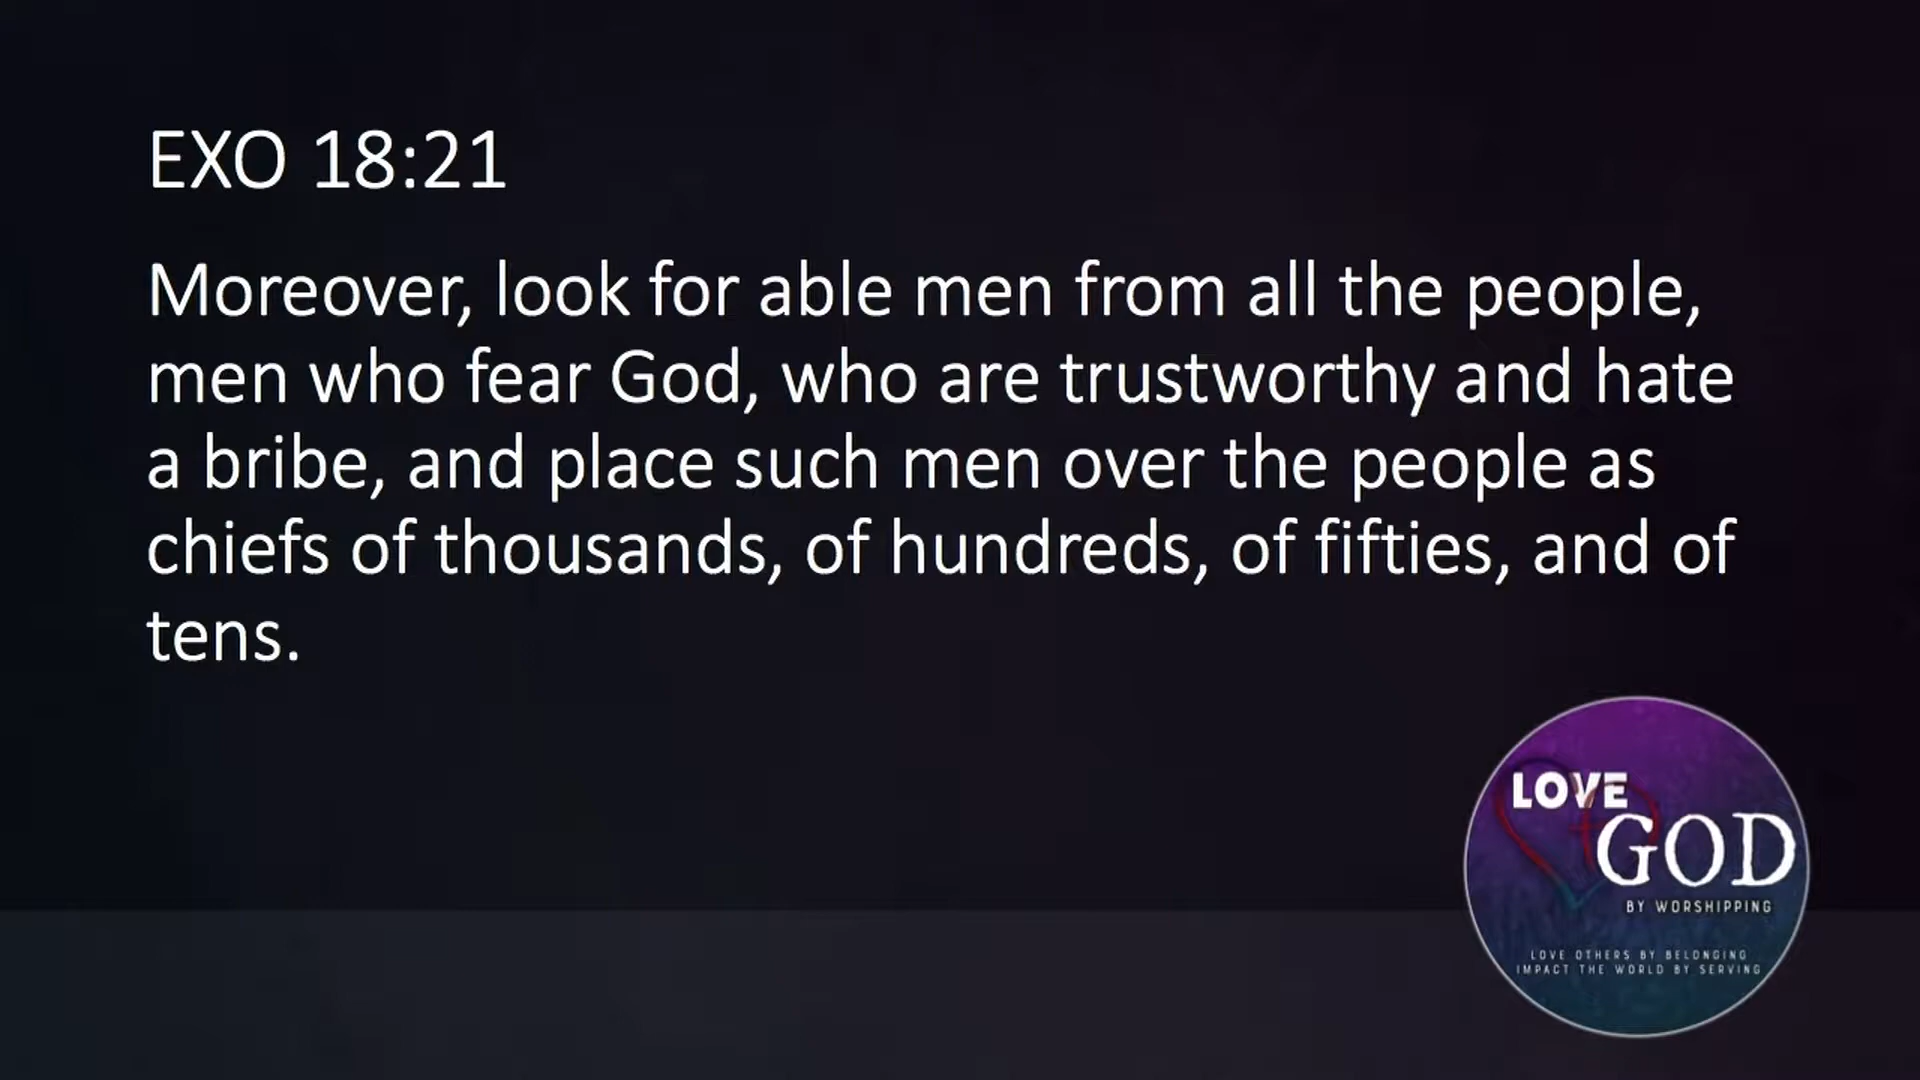 EXO 18:21
Moreover, look for able men from all the people,
men who fear God, who are trustworthy and hate
a bribe, and place such men over the people as
chiefs of thousands, of hundreds, of fifties, and of
tens.
LOVE
GOD
BY WORSHIPPING
LOVE OTHERS BY BELONGING
IMPACT THE WORLD BY SERVING